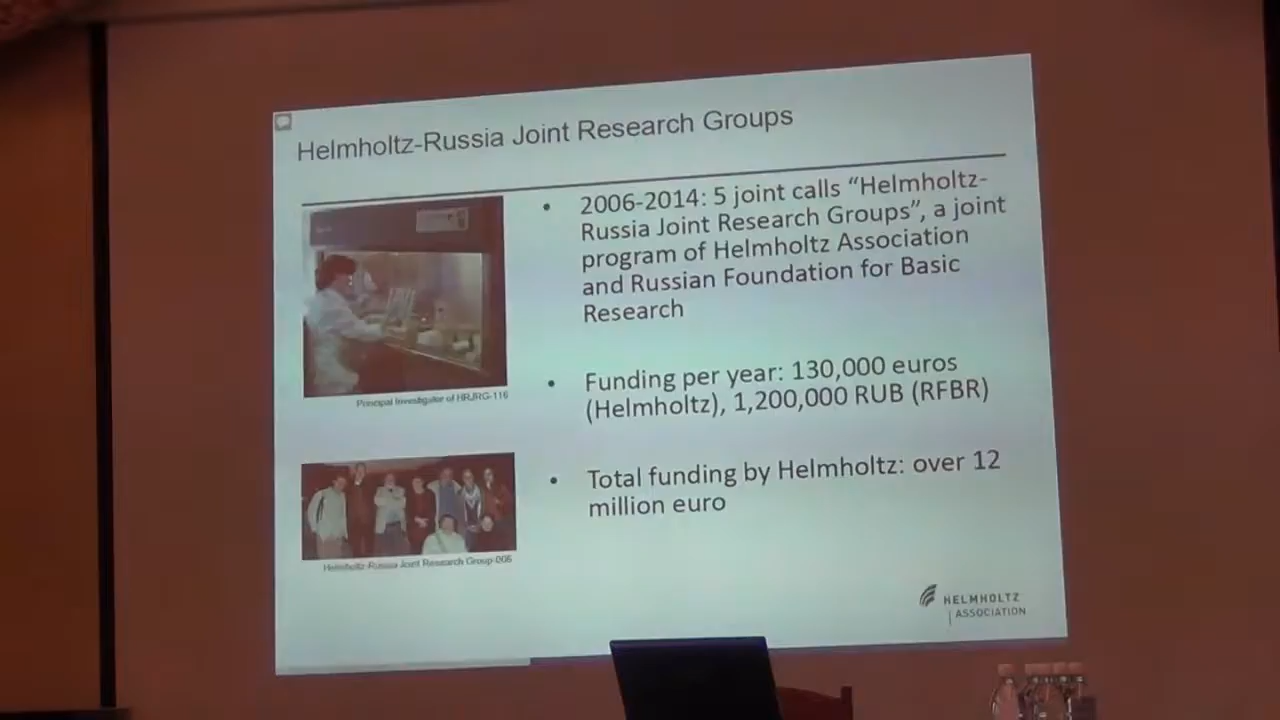 Helmholtz-Russia Joint Research Groups
• 2006-2014: 5 joint calls “Helmholtz-
Russia Joint Research Groups”, a joint
program of Helmholtz Association
and Russian Foundation for Basic
Research
Principal Investigator of HRJRG-116
• Funding per year: 130,000 euros
(Helmholtz), 1,200,000 RUB (RFBR)
• Total funding by Helmholtz: over 12
million euro
Helmholtz-Russia Joint Research Group-006
HELMHOLTZ
ASSOCIATION